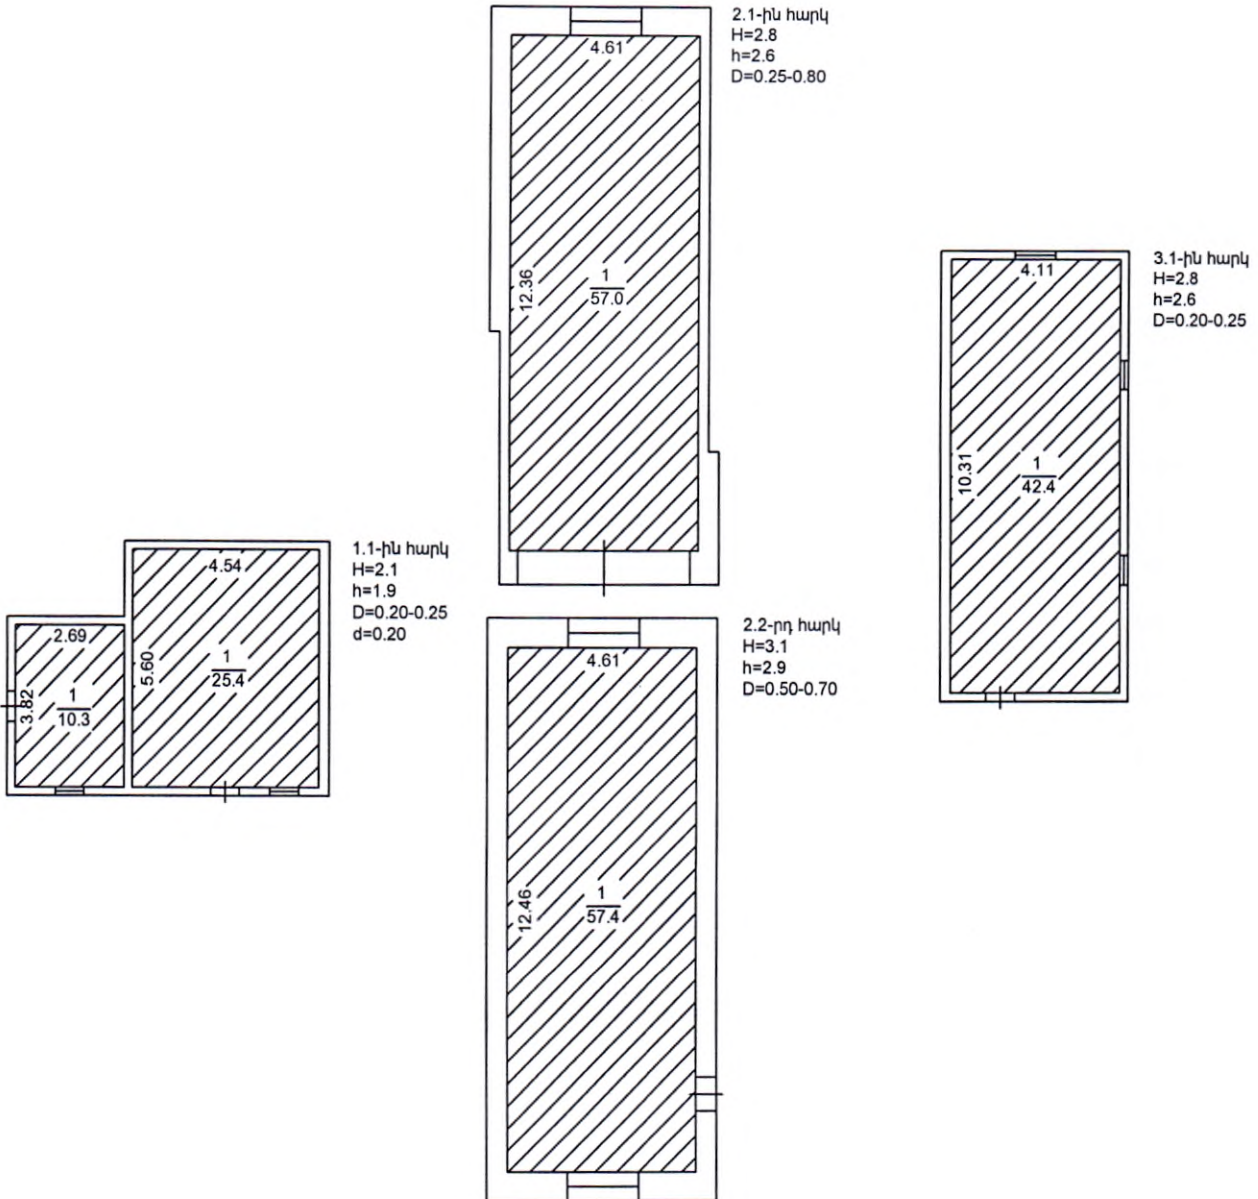 2.1-ին հարկ
H=2.8
h=2.6
D=0.25-0.80
4.61
12.36
1
57.0
3.1-ին հարկ
H=2.8
h=2.6
D=0.20-0.25
4.11
10.31
1
42.4
1.1-ին հարկ
H=2.1
h=1.9
D=0.20-0.25
d=0.20
4.54
5.60
1
25.4
2.69
3.82
1
10.3
2.2-րդ հարկ
H=3.1
h=2.9
D=0.50-0.70
4.61
12.46
1
57.4